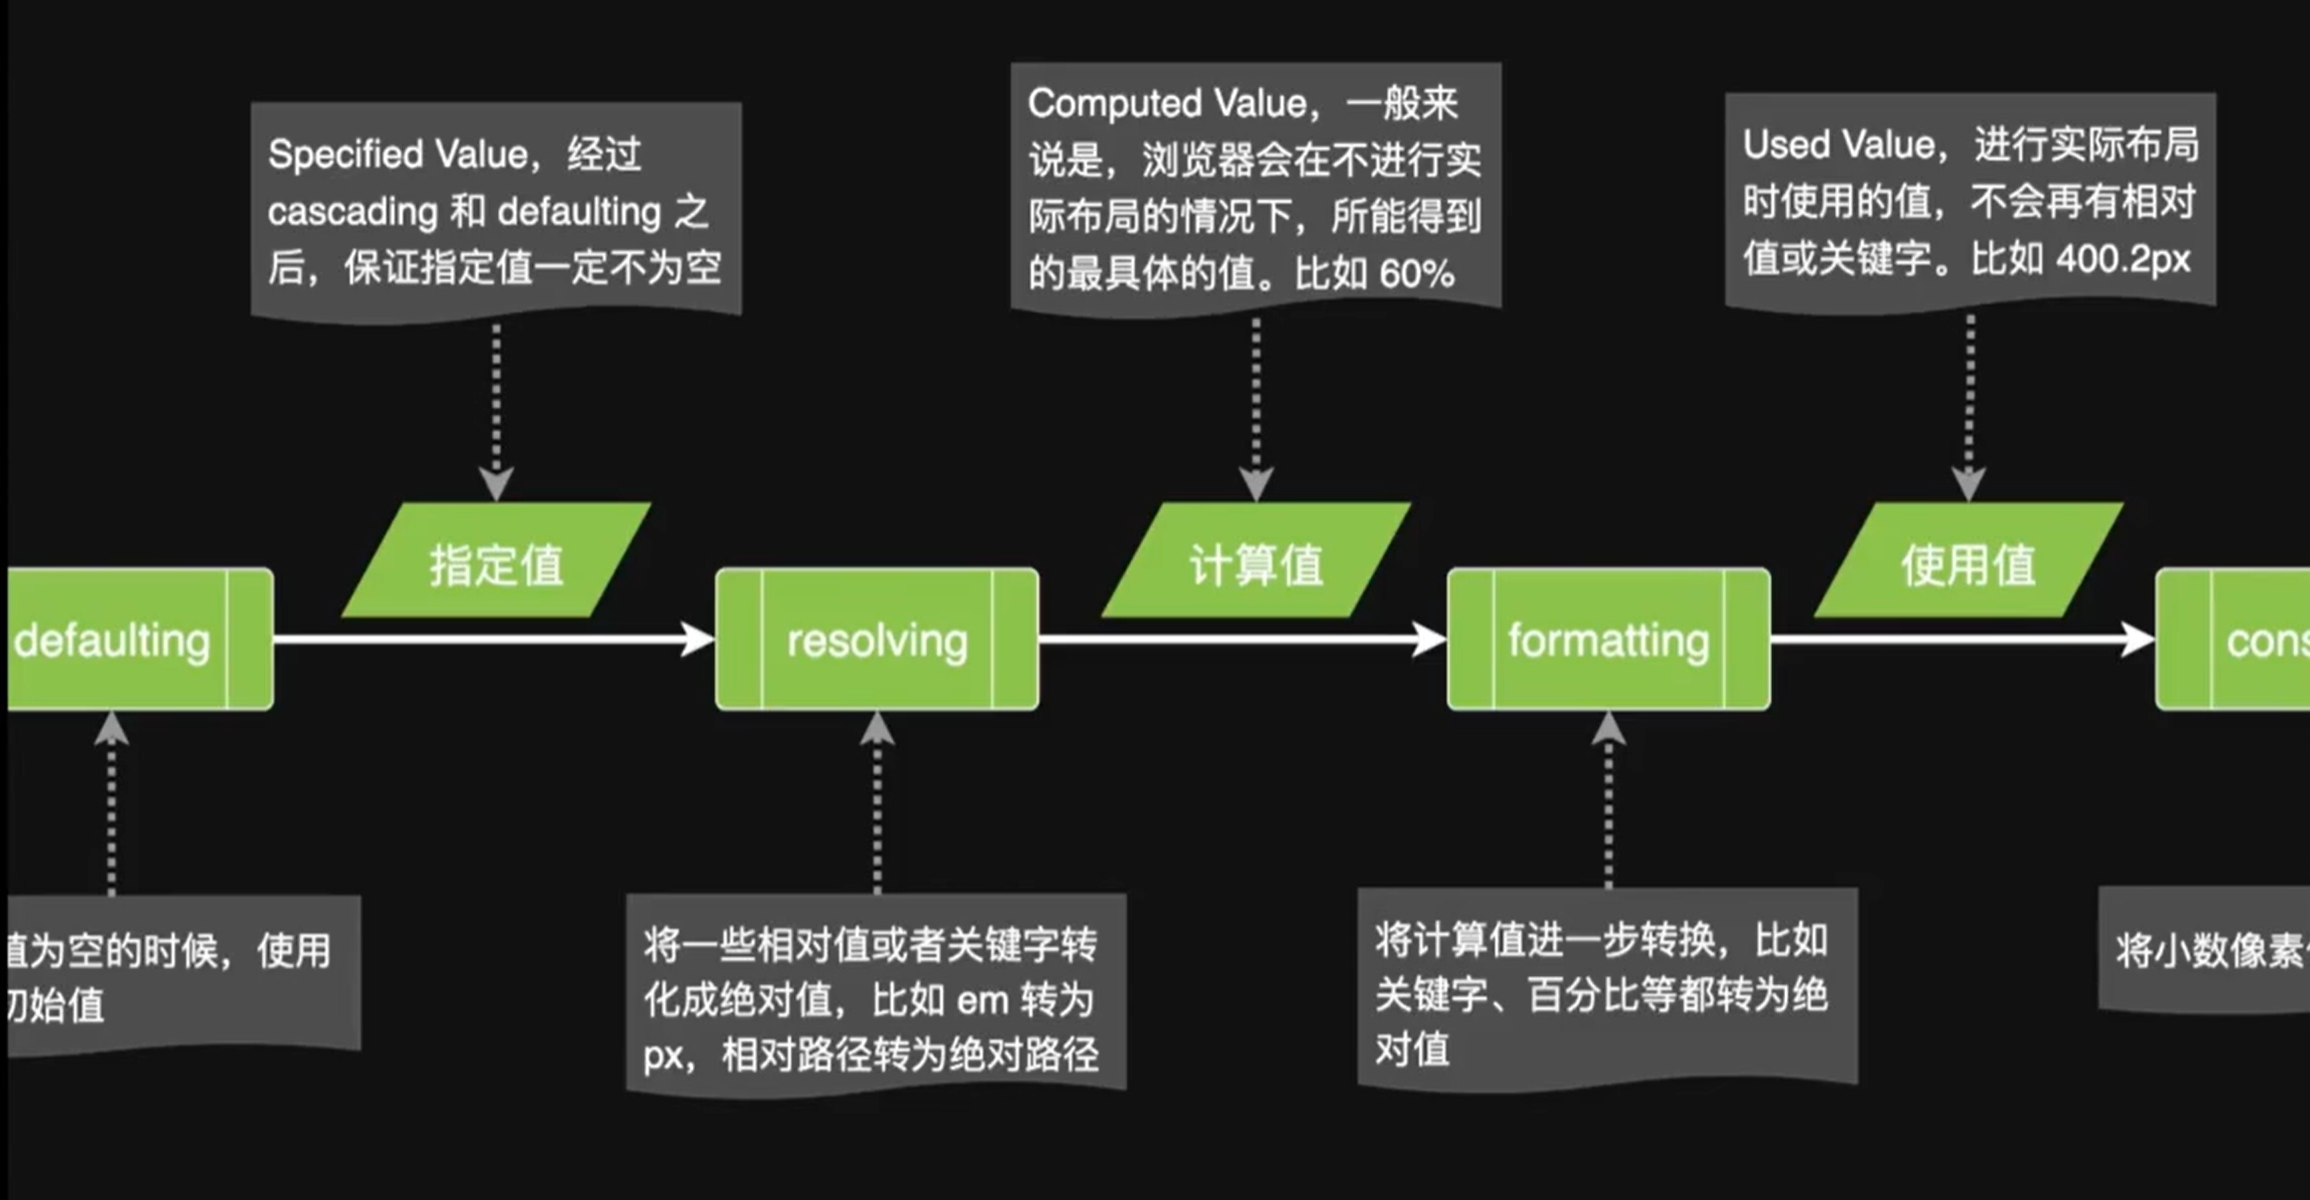 Specified Value，经过
cascading 和 defaulting 之
后，保证指定值一定不为空
Computed Value，一般来
说是，浏览器会在不进行实
际布局的情况下，所能得到
的最具体的值。比如 60%
Used Value，进行实际布局
时使用的值，不会再有相对
值或关键字。比如 400.2px
指定值
计算值
使用值
defaulting
resolving
formatting
cons
值为空的时候，使用
初始值
将一些相对值或者关键字转
化成绝对值，比如 em 转为
px，相对路径转为绝对路径
将计算值进一步转换，比如
关键字、百分比等都转为绝
对值
将小数像素